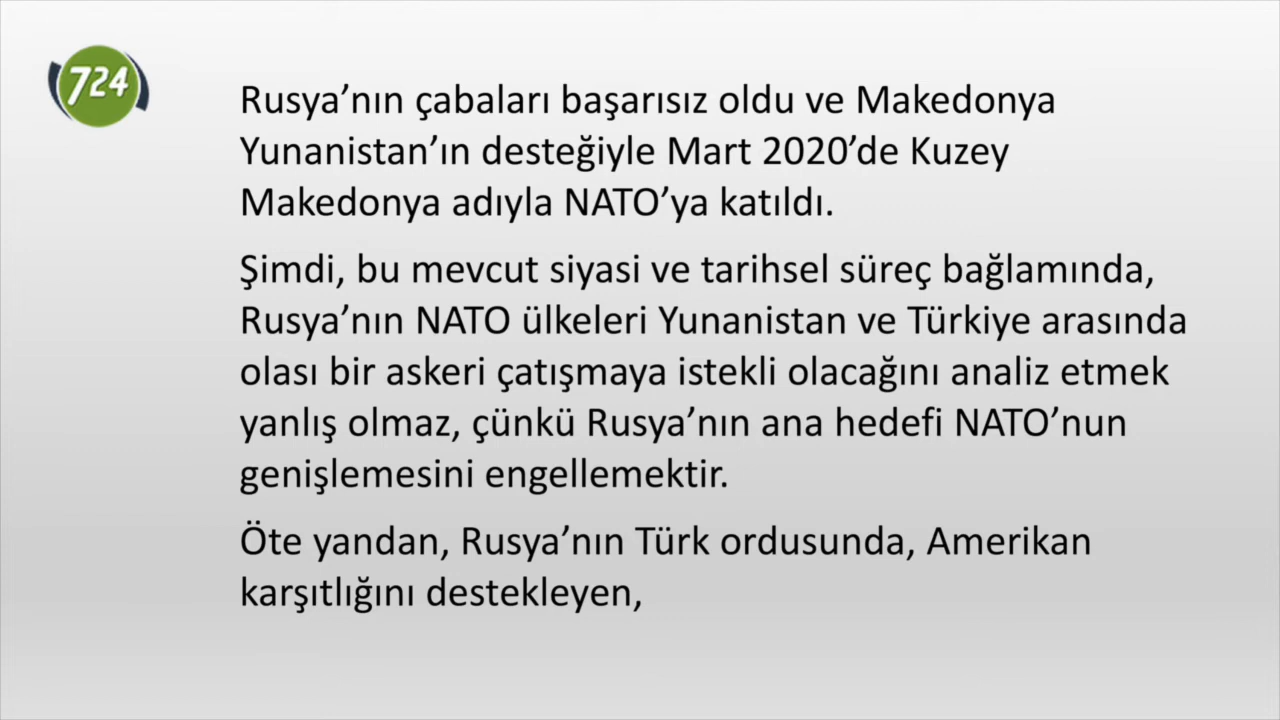 724
Rusya’nın çabaları başarısız oldu ve Makedonya
Yunanistan’ın desteğiyle Mart 2020’de Kuzey
Makedonya adıyla NATO’ya katıldı.
Şimdi, bu mevcut siyasi ve tarihsel süreç bağlamında,
Rusya’nın NATO ülkeleri Yunanistan ve Türkiye arasında
olası bir askeri çatışmaya istekli olacağını analiz etmek
yanlış olmaz, çünkü Rusya’nın ana hedefi NATO’nun
genişlemesini engellemektir.
Öte yandan, Rusya’nın Türk ordusunda, Amerikan
karşıtlığını destekleyen,